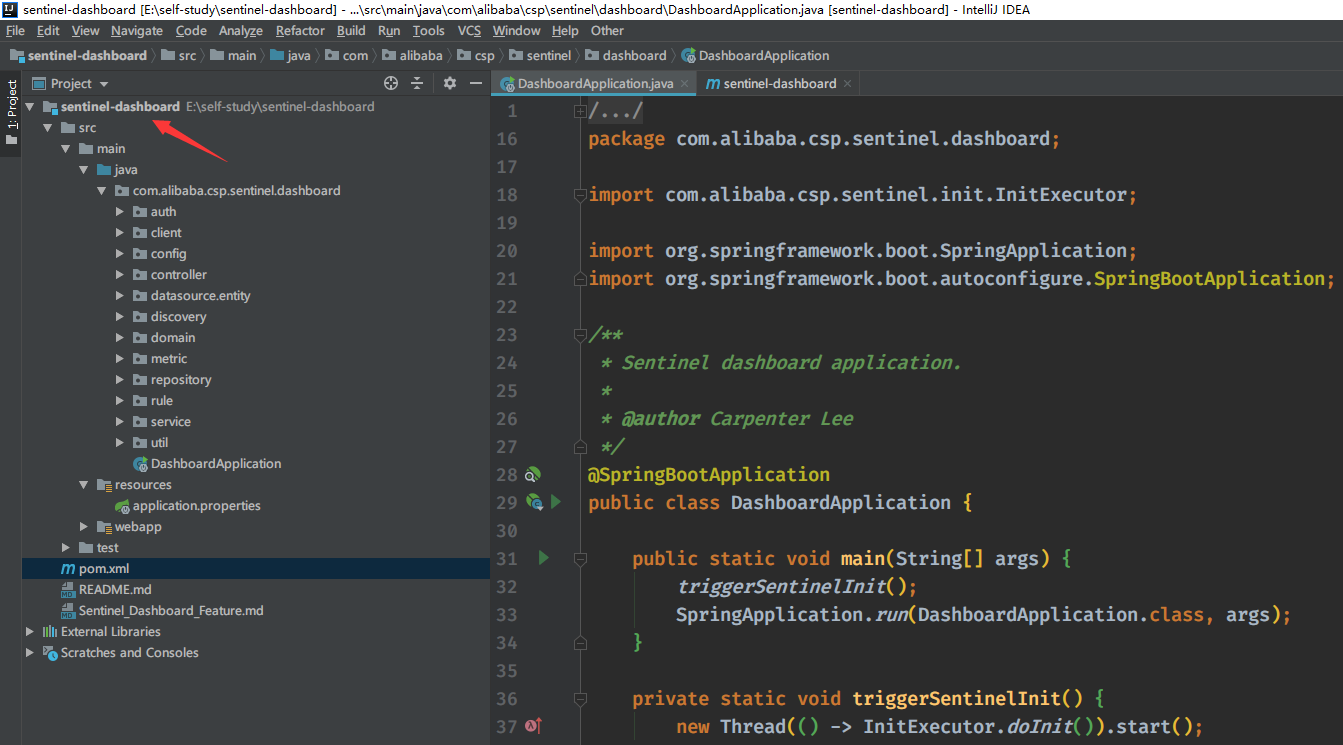 sentinel-dashboard [E:\self-study\sentinel-dashboard] - ...\src\main\java\com\alibaba\csp\sentinel\dashboard\DashboardApplication.java [sentinel-dashboard] - IntelliJ IDEA
File Edit View Navigate Code Analyze Refactor Build Run Tools VCS Window Help Other
sentinel-dashboard src main java com alibaba csp sentinel dashboard DashboardApplication
1: Project
Project
sentinel-dashboard E:\self-study\sentinel-dashboard
src
main
java
com.alibaba.csp.sentinel.dashboard
auth
client
config
controller
datasource.entity
discovery
domain
metric
repository
rule
service
util
DashboardApplication
resources
application.properties
webapp
test
pom.xml
README.md
Sentinel_Dashboard_Feature.md
External Libraries
Scratches and Consoles
DashboardApplication.java sentinel-dashboard
1 /.../
16 package com.alibaba.csp.sentinel.dashboard;
17
18 import com.alibaba.csp.sentinel.init.InitExecutor;
19
20 import org.springframework.boot.SpringApplication;
21 import org.springframework.boot.autoconfigure.SpringBootApplication;
22
23 /**
24 * Sentinel dashboard application.
25 *
26 * @author Carpenter Lee
27 */
28 @SpringBootApplication
29 public class DashboardApplication {
30
31 public static void main(String[] args) {
32 triggerSentinelInit();
33 SpringApplication.run(DashboardApplication.class, args);
34 }
35
36 private static void triggerSentinelInit() {
37 new Thread(() -> InitExecutor.doInit()).start();